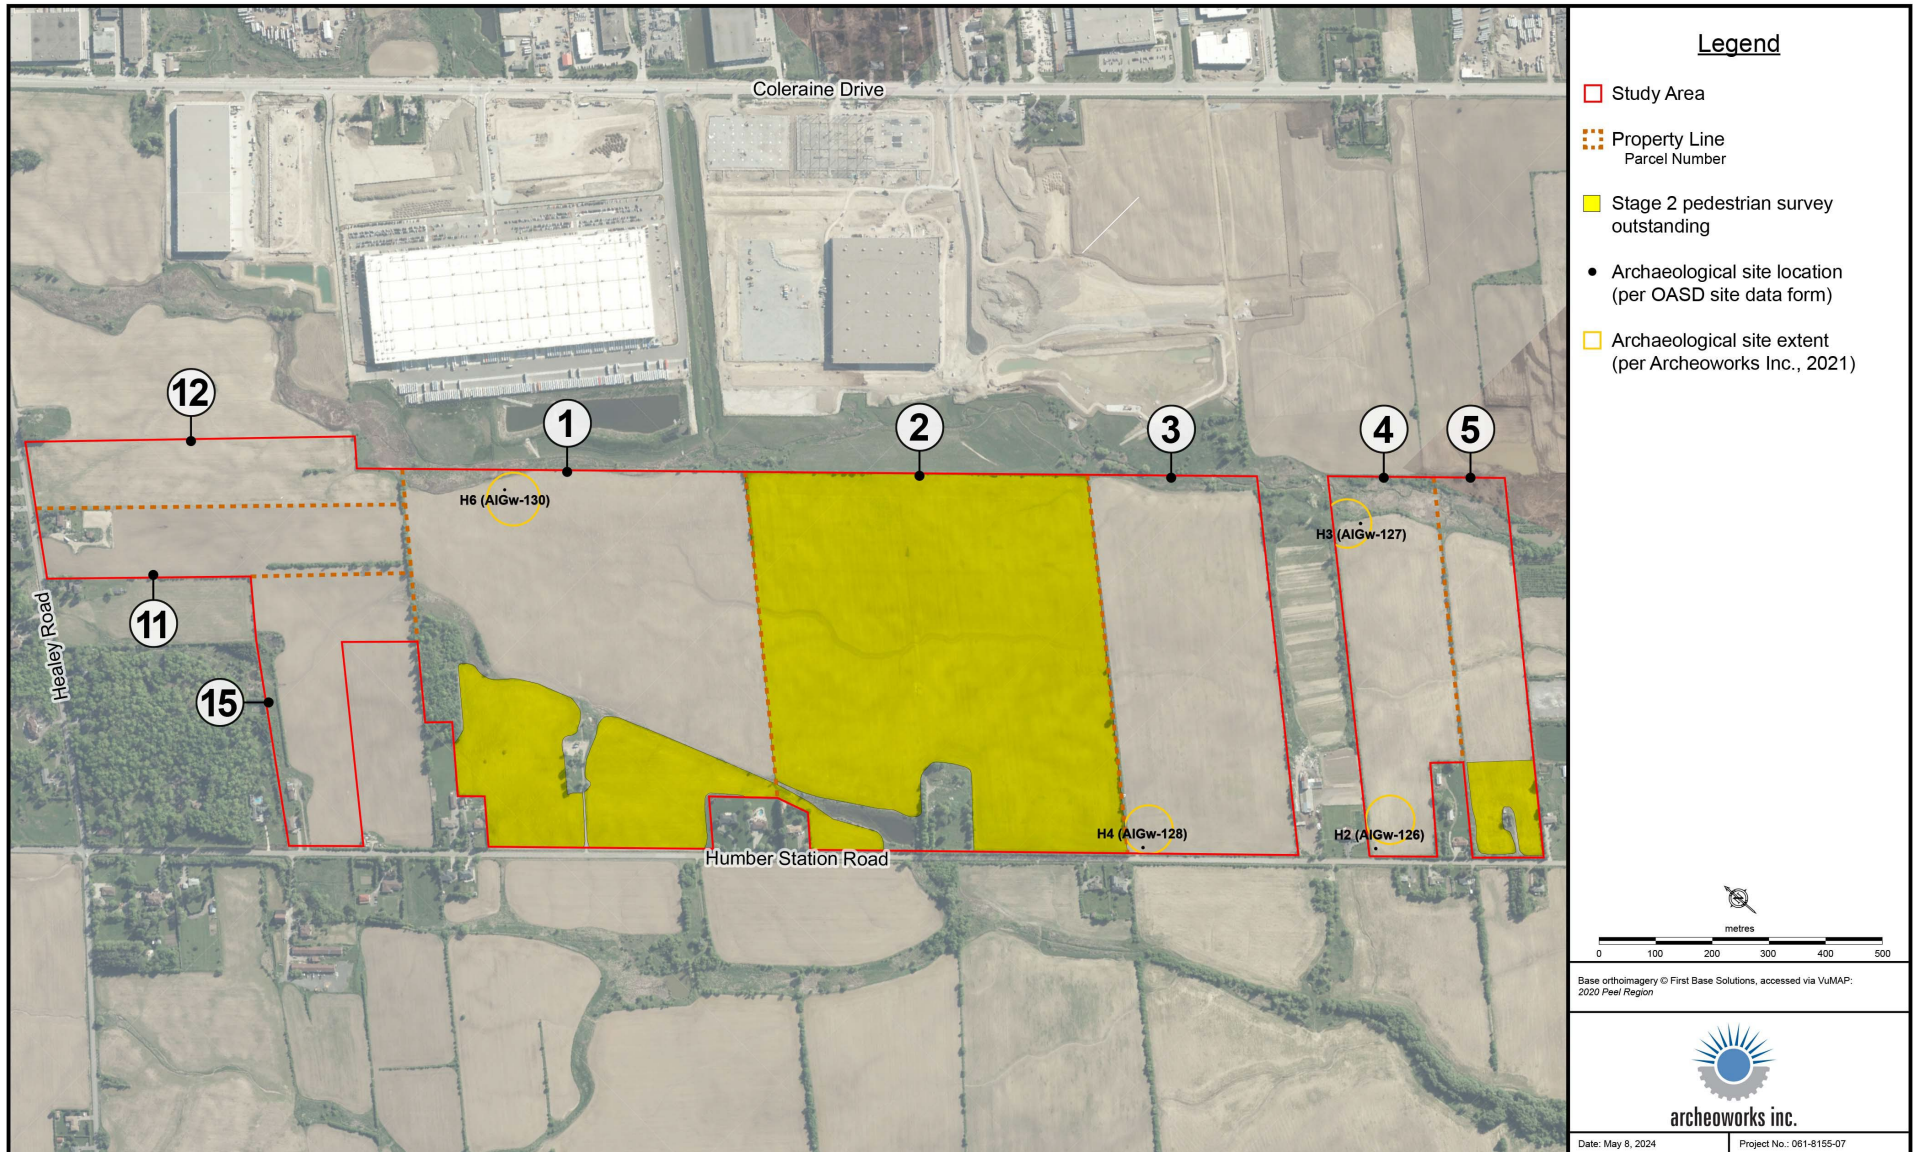 Coleraine Drive
12
1
2
3
4
5
H6 (AlGw-130)
H3 (AlGw-127)
11
Healey Road
15
H4 (AlGw-128)
H2 (AlGw-126)
Humber Station Road
Legend
Study Area
Property Line
Parcel Number
Stage 2 pedestrian survey
outstanding
Archaeological site location
(per OASD site data form)
Archaeological site extent
(per Archeoworks Inc., 2021)
metres
0 100 200 300 400 500
Base orthoimagery © First Base Solutions, accessed via VuMAP:
2020 Peel Region
archeoworks inc.
Date: May 8, 2024
Project No.: 061-8155-07